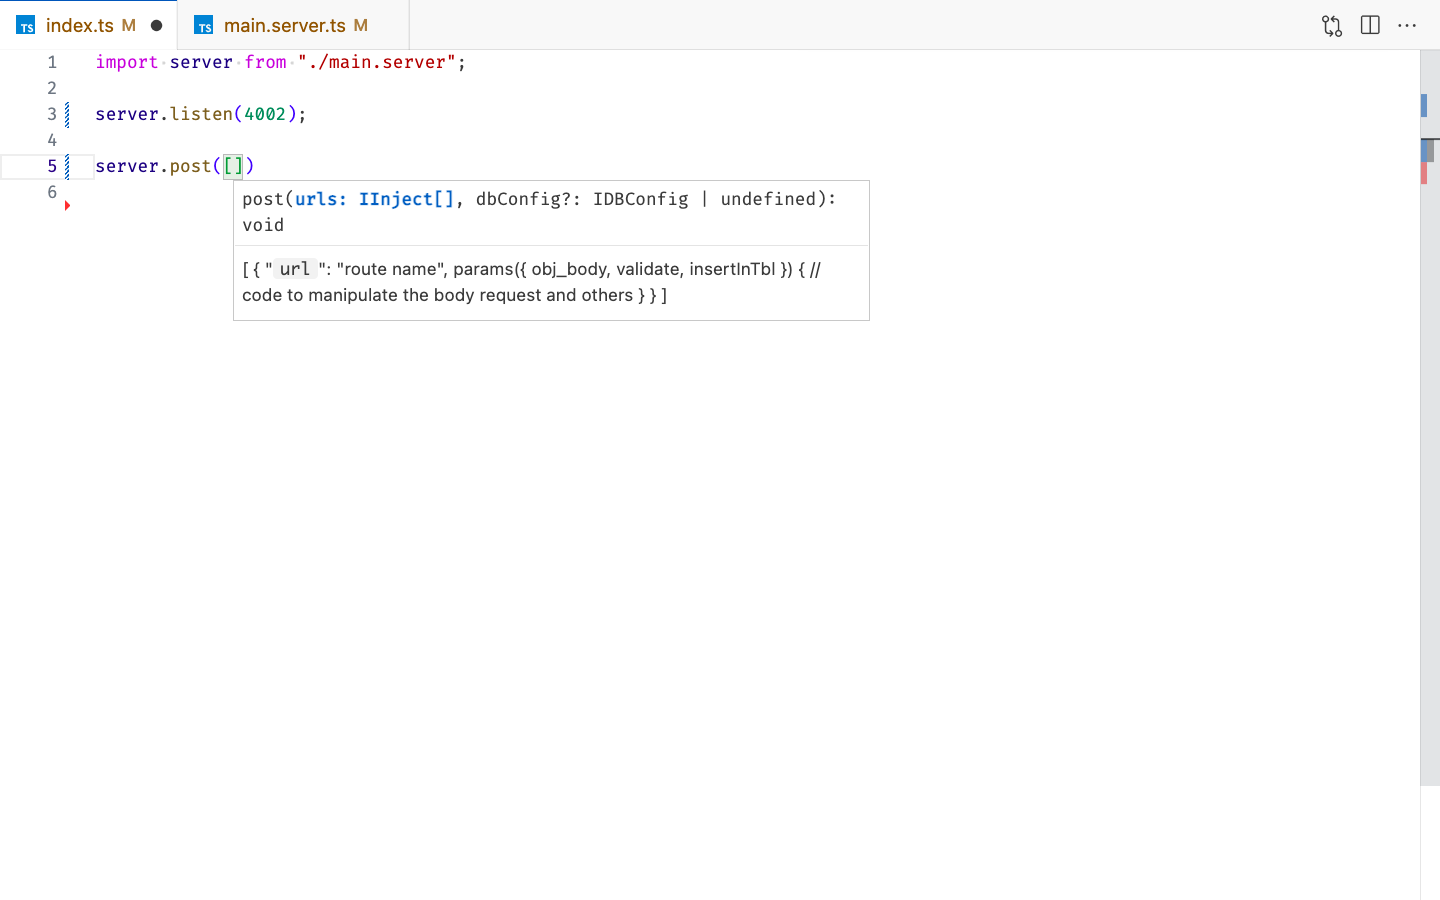 TS index.ts M ● TS main.server.ts M
1 import server from "./main.server";
2
3 server.listen(4002);
4
5 server.post([])
6
post(urls: IInject[], dbConfig?: IDBConfig | undefined):
void
[ { "url": "route name", params({ obj_body, validate, insertInTbl }) { //
code to manipulate the body request and others } } ]